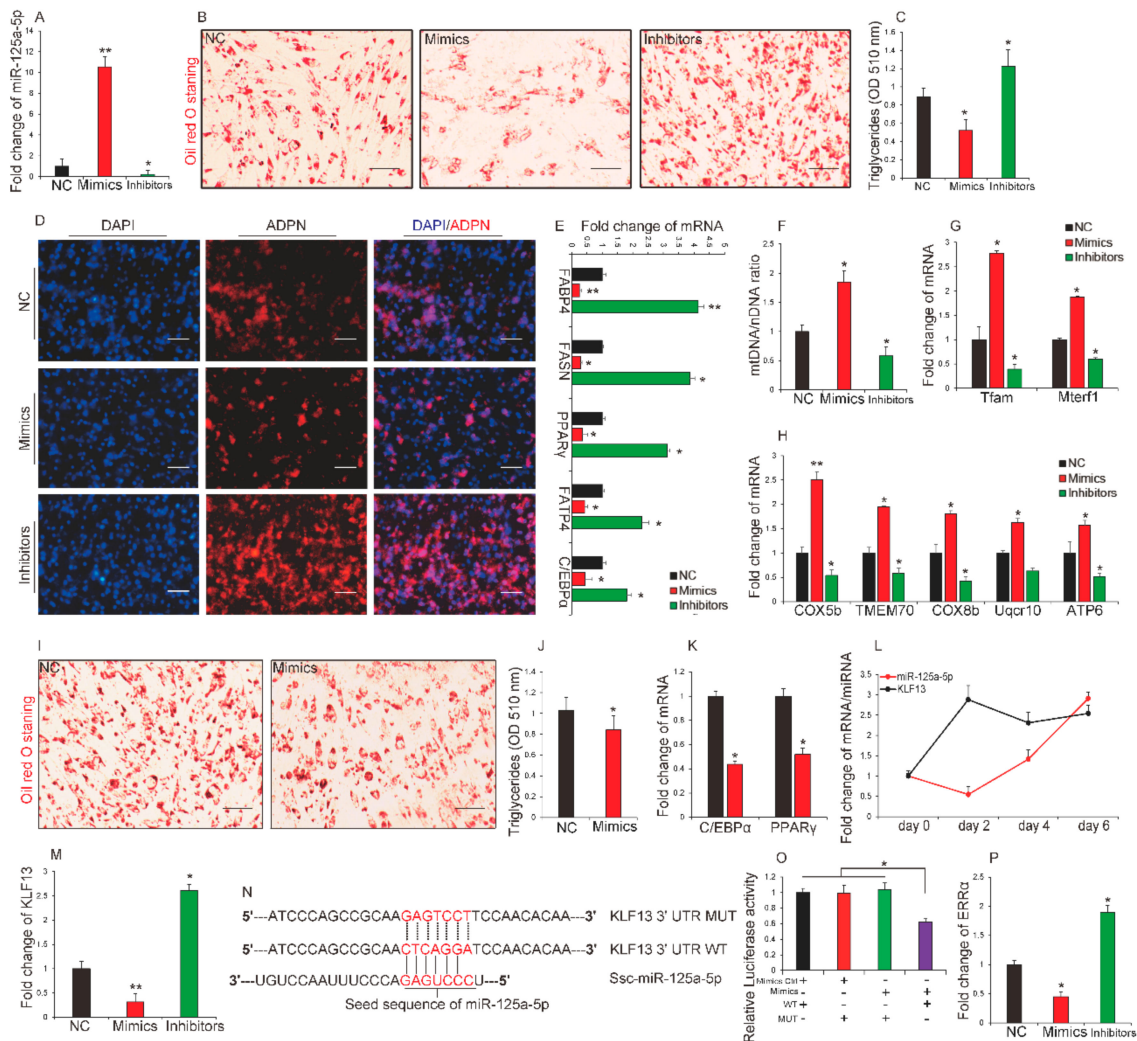 A
Fold change of miR-125a-5p
14
12
10
8
6
4
2
0
**
*
NC Mimics Inhibitors
B
Oil red O staning
NC
Mimics
Inhibitors
C
Triglycerides (OD 510 nm)
1.6
1.4
1.2
1
0.8
0.6
0.4
0.2
0
*
*
NC Mimics Inhibitors
D
DAPI
ADPN
DAPI/ADPN
NC
Mimics
Inhibitors
E
Fold change of mRNA
0 0.5 1 1.5 2 2.5 3 3.5 4 4.5 5
FABP4
**
**
FASN
*
*
PPARγ
*
*
FATP4
*
*
C/EBPα
*
*
NC
Mimics
Inhibitors
F
mtDNA/nDNA ratio
2.5
2
1.5
1
0.5
0
*
*
NC Mimics Inhibitors
G
NC
Mimics
Inhibitors
Fold change of mRNA
3
2.5
2
1.5
1
0.5
0
* *
* *
Tfam Mterf1
H
NC
Mimics
Inhibitors
Fold change of mRNA
3
2.5
2
1.5
1
0.5
0
** * * * *
* * * *
COX5b TMEM70 COX8b Uqcr10 ATP6
I
Oil red O staning
NC
Mimics
J
Triglycerides (OD 510 nm)
1.4
1.2
1
0.8
0.6
0.4
0.2
0
*
NC Mimics
K
Fold change of mRNA
1.2
1
0.8
0.6
0.4
0.2
0
* *
C/EBPα PPARγ
L
miR-125a-5p
KLF13
Fold change of mRNA/miRNA
3.5
3
2.5
2
1.5
1
0.5
0
day 0 day 2 day 4 day 6
M
Fold change of KLF13
3
2.5
2
1.5
1
0.5
0
**
*
NC Mimics Inhibitors
N
5'---ATCCCAGCCGCAAGAGTCCTTCCAACACAA---3' KLF13 3' UTR MUT
5'---ATCCCAGCCGCAACTCAGGATCCAACACAA---3' KLF13 3' UTR WT
3'---UGUCCAAUUUCCCAGAGUCCCU---5' Ssc-miR-125a-5p
Seed sequence of miR-125a-5p
O
Relative Luciferase activity
1.2
1
0.8
0.6
0.4
0.2
0
*
Mimics Ctrl + + - -
Mimics - - + +
WT + - - +
MUT - + + -
P
Fold change of ERRα
2.5
2
1.5
1
0.5
0
*
*
NC Mimics Inhibitors